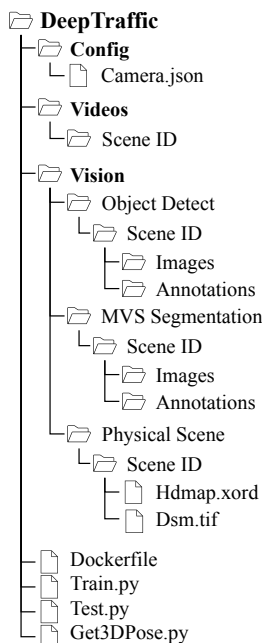 DeepTraffic
Config
Camera.json
Videos
Scene ID
Vision
Object Detect
Scene ID
Images
Annotations
MVS Segmentation
Scene ID
Images
Annotations
Physical Scene
Scene ID
Hdmap.xord
Dsm.tif
Dockerfile
Train.py
Test.py
Get3DPose.py